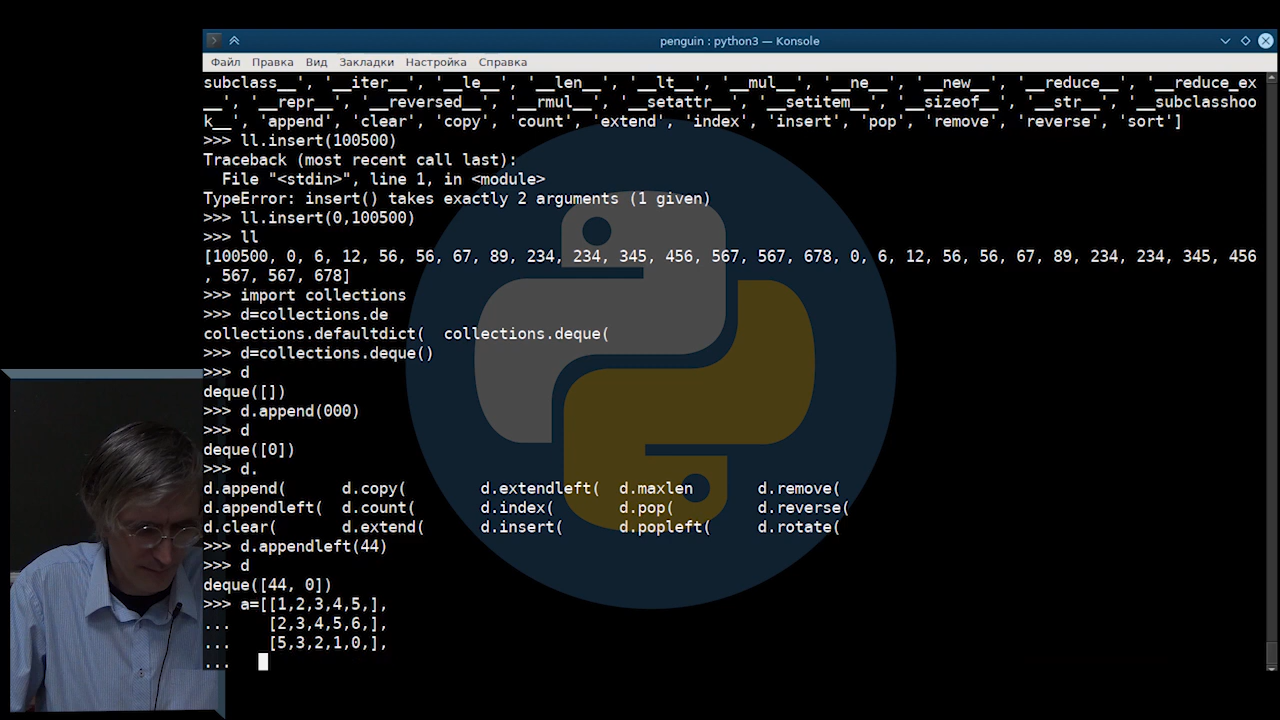 penguin : python3 — Konsole
Файл Правка Вид Закладки Настройка Справка
subclass__', '__iter__', '__le__', '__len__', '__lt__', '__mul__', '__ne__', '__new__', '__reduce__', '__reduce_ex
__', '__repr__', '__reversed__', '__rmul__', '__setattr__', '__setitem__', '__sizeof__', '__str__', '__subclasshoo
k__', 'append', 'clear', 'copy', 'count', 'extend', 'index', 'insert', 'pop', 'remove', 'reverse', 'sort']
>>> ll.insert(100500)
Traceback (most recent call last):
  File "<stdin>", line 1, in <module>
TypeError: insert() takes exactly 2 arguments (1 given)
>>> ll.insert(0,100500)
>>> ll
[100500, 0, 6, 12, 56, 56, 67, 89, 234, 234, 345, 456, 567, 567, 678, 0, 6, 12, 56, 56, 67, 89, 234, 234, 345, 456
, 567, 567, 678]
>>> import collections
>>> d=collections.de
collections.defaultdict(  collections.deque(
>>> d=collections.deque()
>>> d
deque([])
>>> d.append(000)
>>> d
deque([0])
>>> d.
d.append(      d.copy(        d.extendleft(  d.maxlen       d.remove(
d.appendleft(  d.count(       d.index(       d.pop(         d.reverse(
d.clear(       d.extend(      d.insert(      d.popleft(     d.rotate(
>>> d.appendleft(44)
>>> d
deque([44, 0])
>>> a=[[1,2,3,4,5,],
...    [2,3,4,5,6,],
...    [5,3,2,1,0,],
...